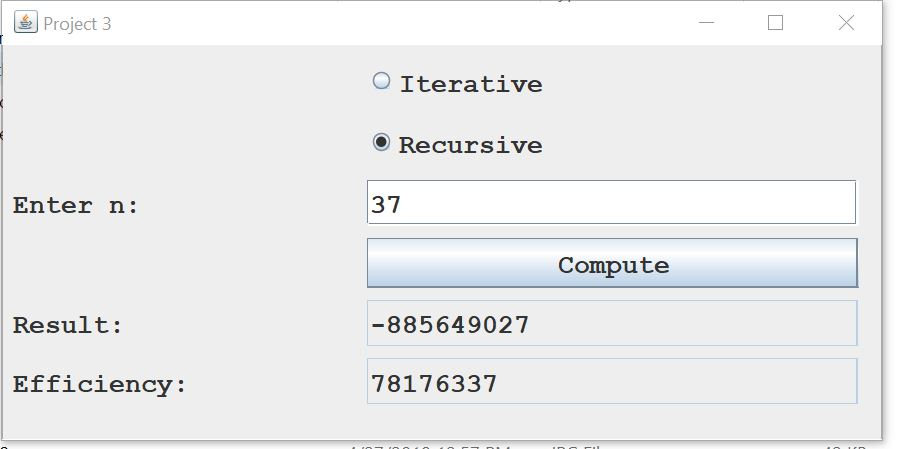 Project 3
Iterative
Recursive
Enter n: 37
Compute
Result: -885649027
Efficiency: 78176337